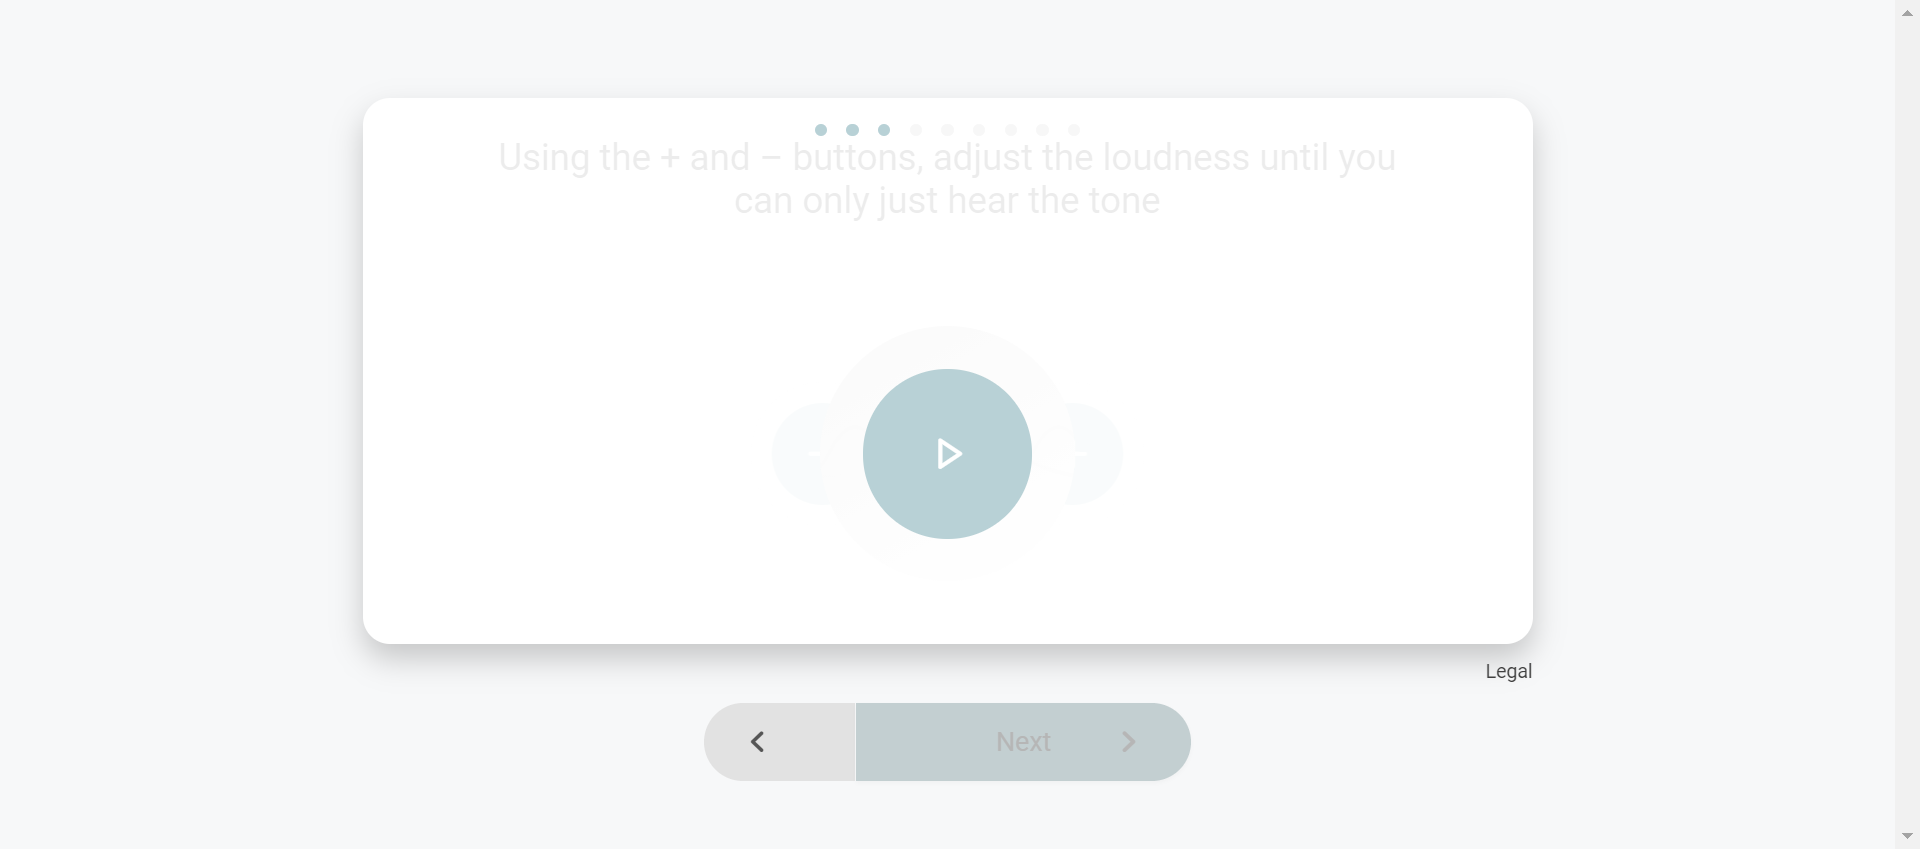 Using the + and – buttons, adjust the loudness until you
can only just hear the tone
Legal
Next